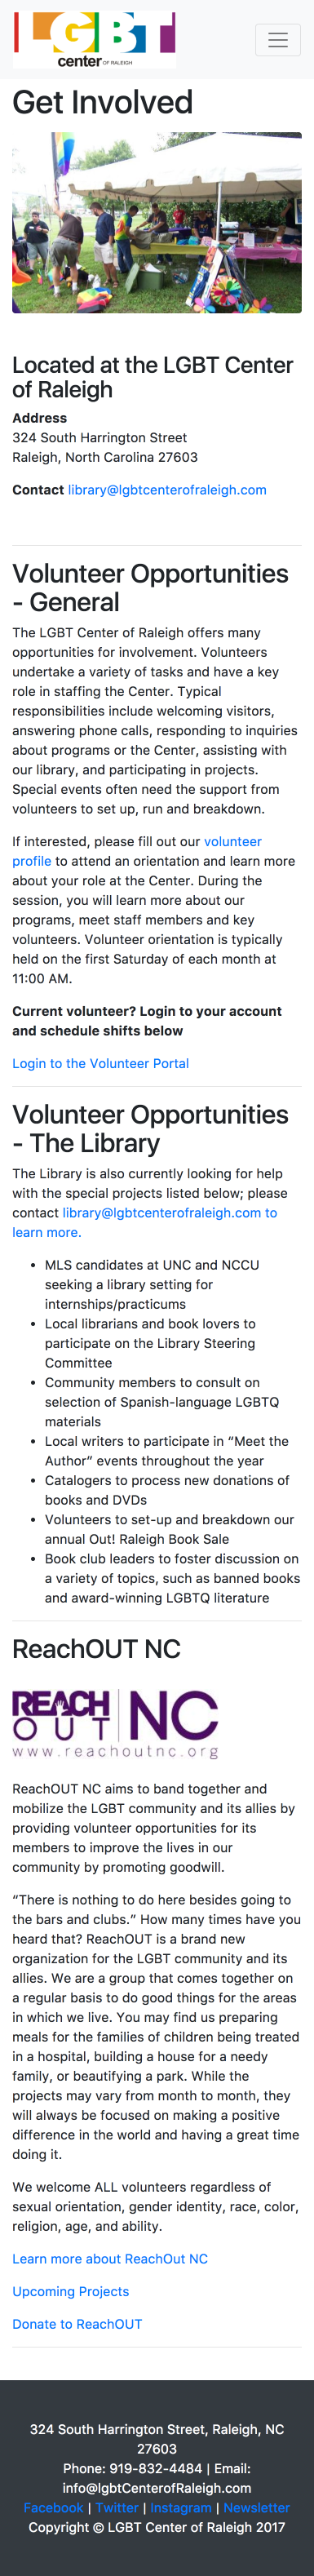 LGBT
center OF RALEIGH
Get Involved
Located at the LGBT Center
of Raleigh
Address
324 South Harrington Street
Raleigh, North Carolina 27603
Contact library@lgbtcenterofraleigh.com
Volunteer Opportunities
- General
The LGBT Center of Raleigh offers many
opportunities for involvement. Volunteers
undertake a variety of tasks and have a key
role in staffing the Center. Typical
responsibilities include welcoming visitors,
answering phone calls, responding to inquiries
about programs or the Center, assisting with
our library, and participating in projects.
Special events often need the support from
volunteers to set up, run and breakdown.
If interested, please fill out our volunteer
profile to attend an orientation and learn more
about your role at the Center. During the
session, you will learn more about our
programs, meet staff members and key
volunteers. Volunteer orientation is typically
held on the first Saturday of each month at
11:00 AM.
Current volunteer? Login to your account
and schedule shifts below
Login to the Volunteer Portal
Volunteer Opportunities
- The Library
The Library is also currently looking for help
with the special projects listed below; please
contact library@lgbtcenterofraleigh.com to
learn more.
• MLS candidates at UNC and NCCU
seeking a library setting for
internships/practicums
• Local librarians and book lovers to
participate on the Library Steering
Committee
• Community members to consult on
selection of Spanish-language LGBTQ
materials
• Local writers to participate in “Meet the
Author” events throughout the year
• Catalogers to process new donations of
books and DVDs
• Volunteers to set-up and breakdown our
annual Out! Raleigh Book Sale
• Book club leaders to foster discussion on
a variety of topics, such as banned books
and award-winning LGBTQ literature
ReachOUT NC
REACH OUT NC
www.reachoutnc.org
ReachOUT NC aims to band together and
mobilize the LGBT community and its allies by
providing volunteer opportunities for its
members to improve the lives in our
community by promoting goodwill.
“There is nothing to do here besides going to
the bars and clubs.” How many times have you
heard that? ReachOUT is a brand new
organization for the LGBT community and its
allies. We are a group that comes together on
a regular basis to do good things for the areas
in which we live. You may find us preparing
meals for the families of children being treated
in a hospital, building a house for a needy
family, or beautifying a park. While the
projects may vary from month to month, they
will always be focused on making a positive
difference in the world and having a great time
doing it.
We welcome ALL volunteers regardless of
sexual orientation, gender identity, race, color,
religion, age, and ability.
Learn more about ReachOut NC
Upcoming Projects
Donate to ReachOUT
324 South Harrington Street, Raleigh, NC
27603
Phone: 919-832-4484 | Email:
info@lgbtCenterofRaleigh.com
Facebook | Twitter | Instagram | Newsletter
Copyright © LGBT Center of Raleigh 2017